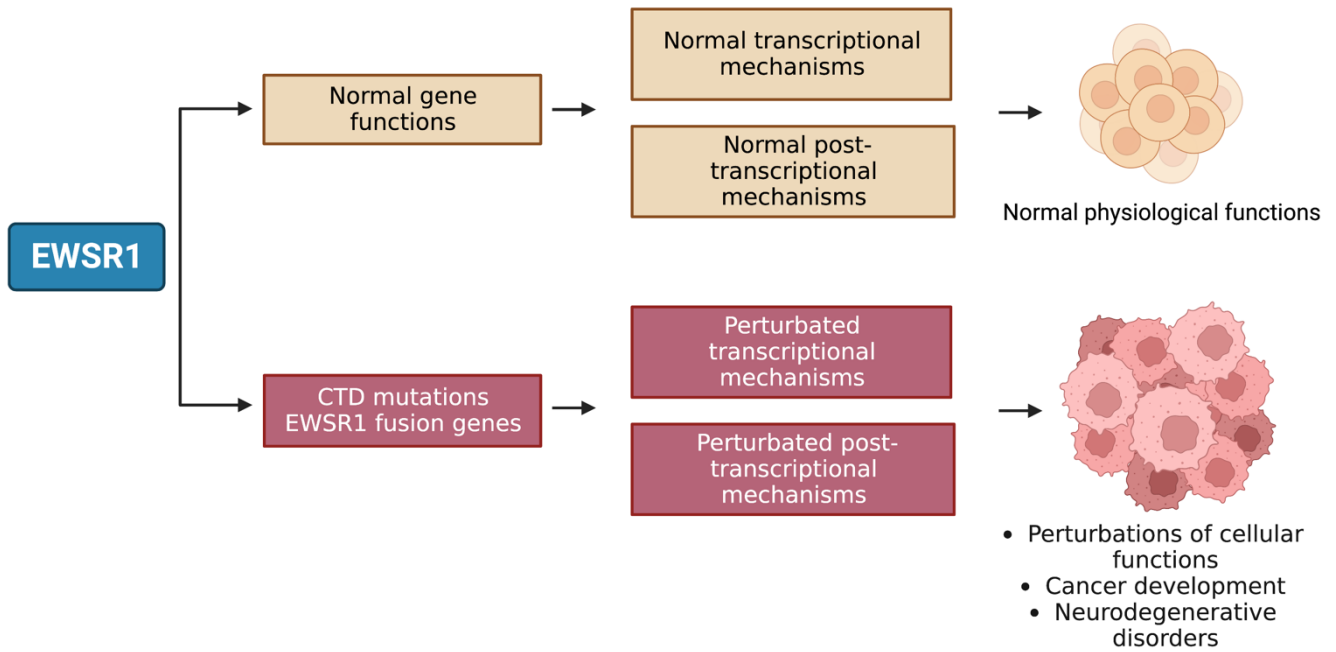 EWSR1
Normal gene
functions
Normal transcriptional
mechanisms
Normal post-
transcriptional
mechanisms
Normal physiological functions
CTD mutations
EWSR1 fusion genes
Perturbated
transcriptional
mechanisms
Perturbated post-
transcriptional
mechanisms
• Perturbations of cellular
functions
• Cancer development
• Neurodegenerative
disorders